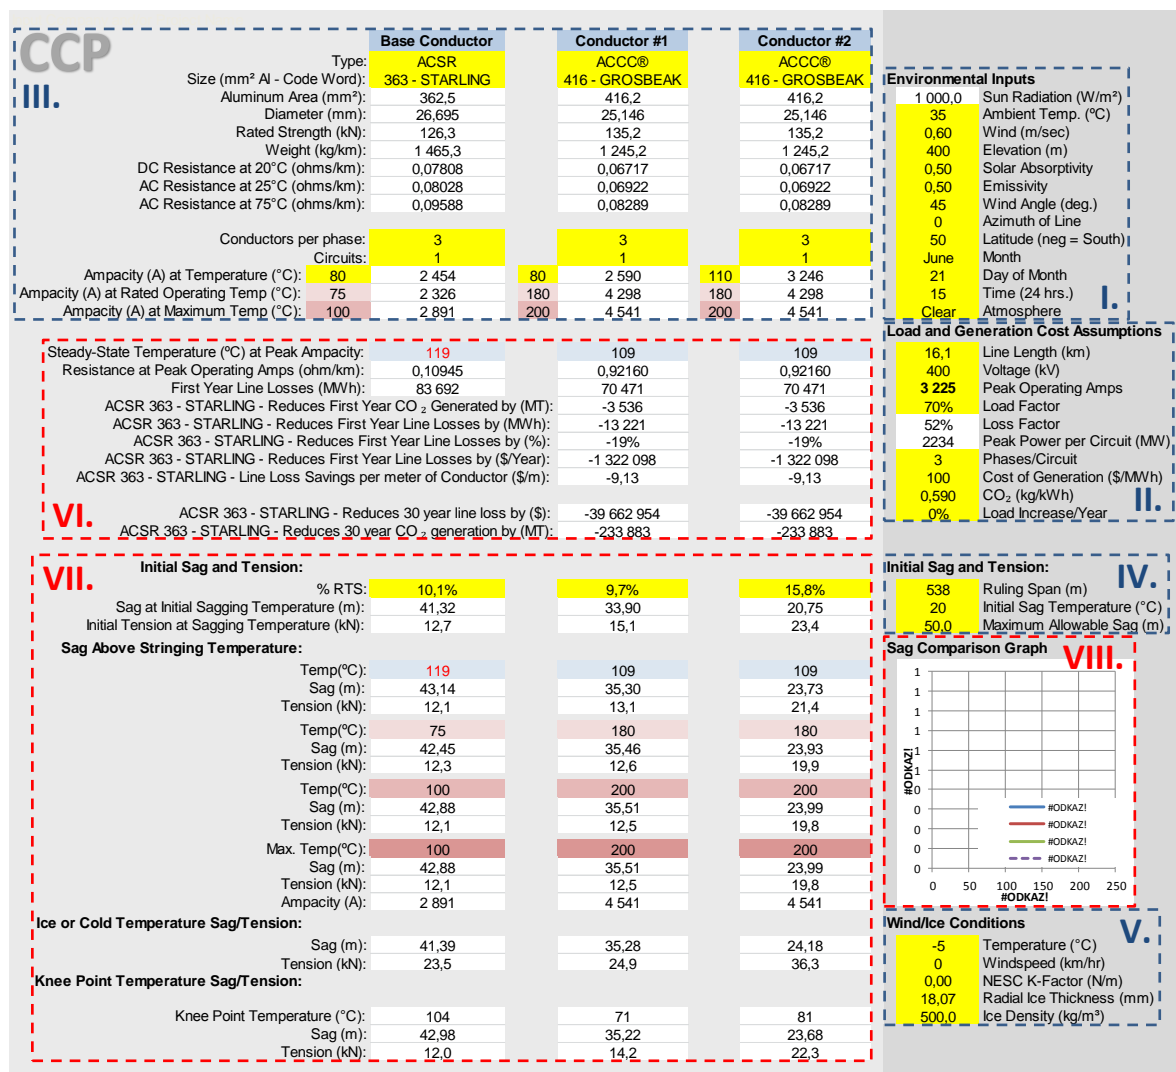 CCP
III.
Base Conductor Conductor #1 Conductor #2
Type: ACSR ACCC® ACCC®
Size (mm² Al - Code Word): 363 - STARLING 416 - GROSBEAK 416 - GROSBEAK
Aluminum Area (mm²): 362,5 416,2 416,2
Diameter (mm): 26,695 25,146 25,146
Rated Strength (kN): 126,3 135,2 135,2
Weight (kg/km): 1 465,3 1 245,2 1 245,2
DC Resistance at 20°C (ohms/km): 0,07808 0,06717 0,06717
AC Resistance at 25°C (ohms/km): 0,08028 0,06922 0,06922
AC Resistance at 75°C (ohms/km): 0,09588 0,08289 0,08289
Conductors per phase: 3 3 3
Circuits: 1 1 1
Ampacity (A) at Temperature (°C): 80 2 454 80 2 590 110 3 246
Ampacity (A) at Rated Operating Temp (°C): 75 2 326 180 4 298 180 4 298
Ampacity (A) at Maximum Temp (°C): 100 2 891 200 4 541 200 4 541
Environmental Inputs
1 000,0 Sun Radiation (W/m²)
35 Ambient Temp. (ºC)
0,60 Wind (m/sec)
400 Elevation (m)
0,50 Solar Absorptivity
0,50 Emissivity
45 Wind Angle (deg.)
0 Azimuth of Line
50 Latitude (neg = South)
June Month
21 Day of Month
15 Time (24 hrs.)
Clear Atmosphere
I.
Steady-State Temperature (ºC) at Peak Ampacity: 119 109 109
Resistance at Peak Operating Amps (ohm/km): 0,10945 0,92160 0,92160
First Year Line Losses (MWh): 83 692 70 471 70 471
ACSR 363 - STARLING - Reduces First Year CO ₂ Generated by (MT): -3 536 -3 536
ACSR 363 - STARLING - Reduces First Year Line Losses by (MWh): -13 221 -13 221
ACSR 363 - STARLING - Reduces First Year Line Losses by (%): -19% -19%
ACSR 363 - STARLING - Reduces First Year Line Losses by ($/Year): -1 322 098 -1 322 098
ACSR 363 - STARLING - Line Loss Savings per meter of Conductor ($/m): -9,13 -9,13
VI.
ACSR 363 - STARLING - Reduces 30 year line loss by ($): -39 662 954 -39 662 954
ACSR 363 - STARLING - Reduces 30 year CO ₂ generation by (MT): -233 883 -233 883
Load and Generation Cost Assumptions
16,1 Line Length (km)
400 Voltage (kV)
3 225 Peak Operating Amps
70% Load Factor
52% Loss Factor
2234 Peak Power per Circuit (MW)
3 Phases/Circuit
100 Cost of Generation ($/MWh)
0,590 CO₂ (kg/kWh)
0% Load Increase/Year
II.
VII.
Initial Sag and Tension:
% RTS: 10,1% 9,7% 15,8%
Sag at Initial Sagging Temperature (m): 41,32 33,90 20,75
Initial Tension at Sagging Temperature (kN): 12,7 15,1 23,4
Sag Above Stringing Temperature:
Temp(ºC): 119 109 109
Sag (m): 43,14 35,30 23,73
Tension (kN): 12,1 13,1 21,4
Temp(ºC): 75 180 180
Sag (m): 42,45 35,46 23,93
Tension (kN): 12,3 12,6 19,9
Temp(ºC): 100 200 200
Sag (m): 42,88 35,51 23,99
Tension (kN): 12,1 12,5 19,8
Max. Temp(ºC): 100 200 200
Sag (m): 42,88 35,51 23,99
Tension (kN): 12,1 12,5 19,8
Ampacity (A): 2 891 4 541 4 541
Ice or Cold Temperature Sag/Tension:
Sag (m): 41,39 35,28 24,18
Tension (kN): 23,5 24,9 36,3
Knee Point Temperature Sag/Tension:
Knee Point Temperature (°C): 104 71 81
Sag (m): 42,98 35,22 23,68
Tension (kN): 12,0 14,2 22,3
Initial Sag and Tension:
IV.
538 Ruling Span (m)
20 Initial Sag Temperature (°C)
50,0 Maximum Allowable Sag (m)
Sag Comparison Graph
VIII.
1
1
1
1
1
1
0
0
0
0
0
#ODKAZ!
#ODKAZ!
#ODKAZ!
#ODKAZ!
#ODKAZ!
0 50 100 150 200 250
#ODKAZ!
Wind/Ice Conditions
V.
-5 Temperature (°C)
0 Windspeed (km/hr)
0,00 NESC K-Factor (N/m)
18,07 Radial Ice Thickness (mm)
500,0 Ice Density (kg/m³)